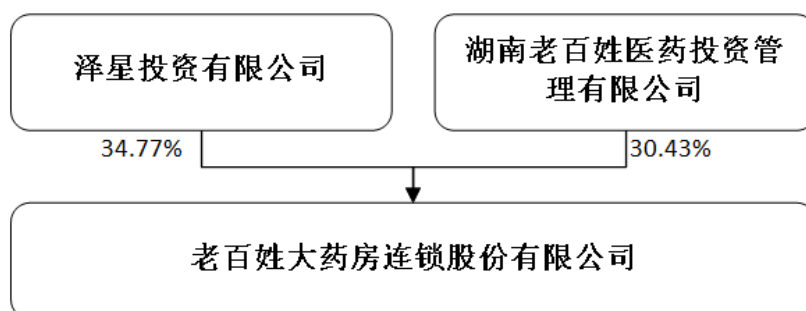 泽星投资有限公司
湖南老百姓医药投资管
理有限公司
34.77%
30.43%
老百姓大药房连锁股份有限公司